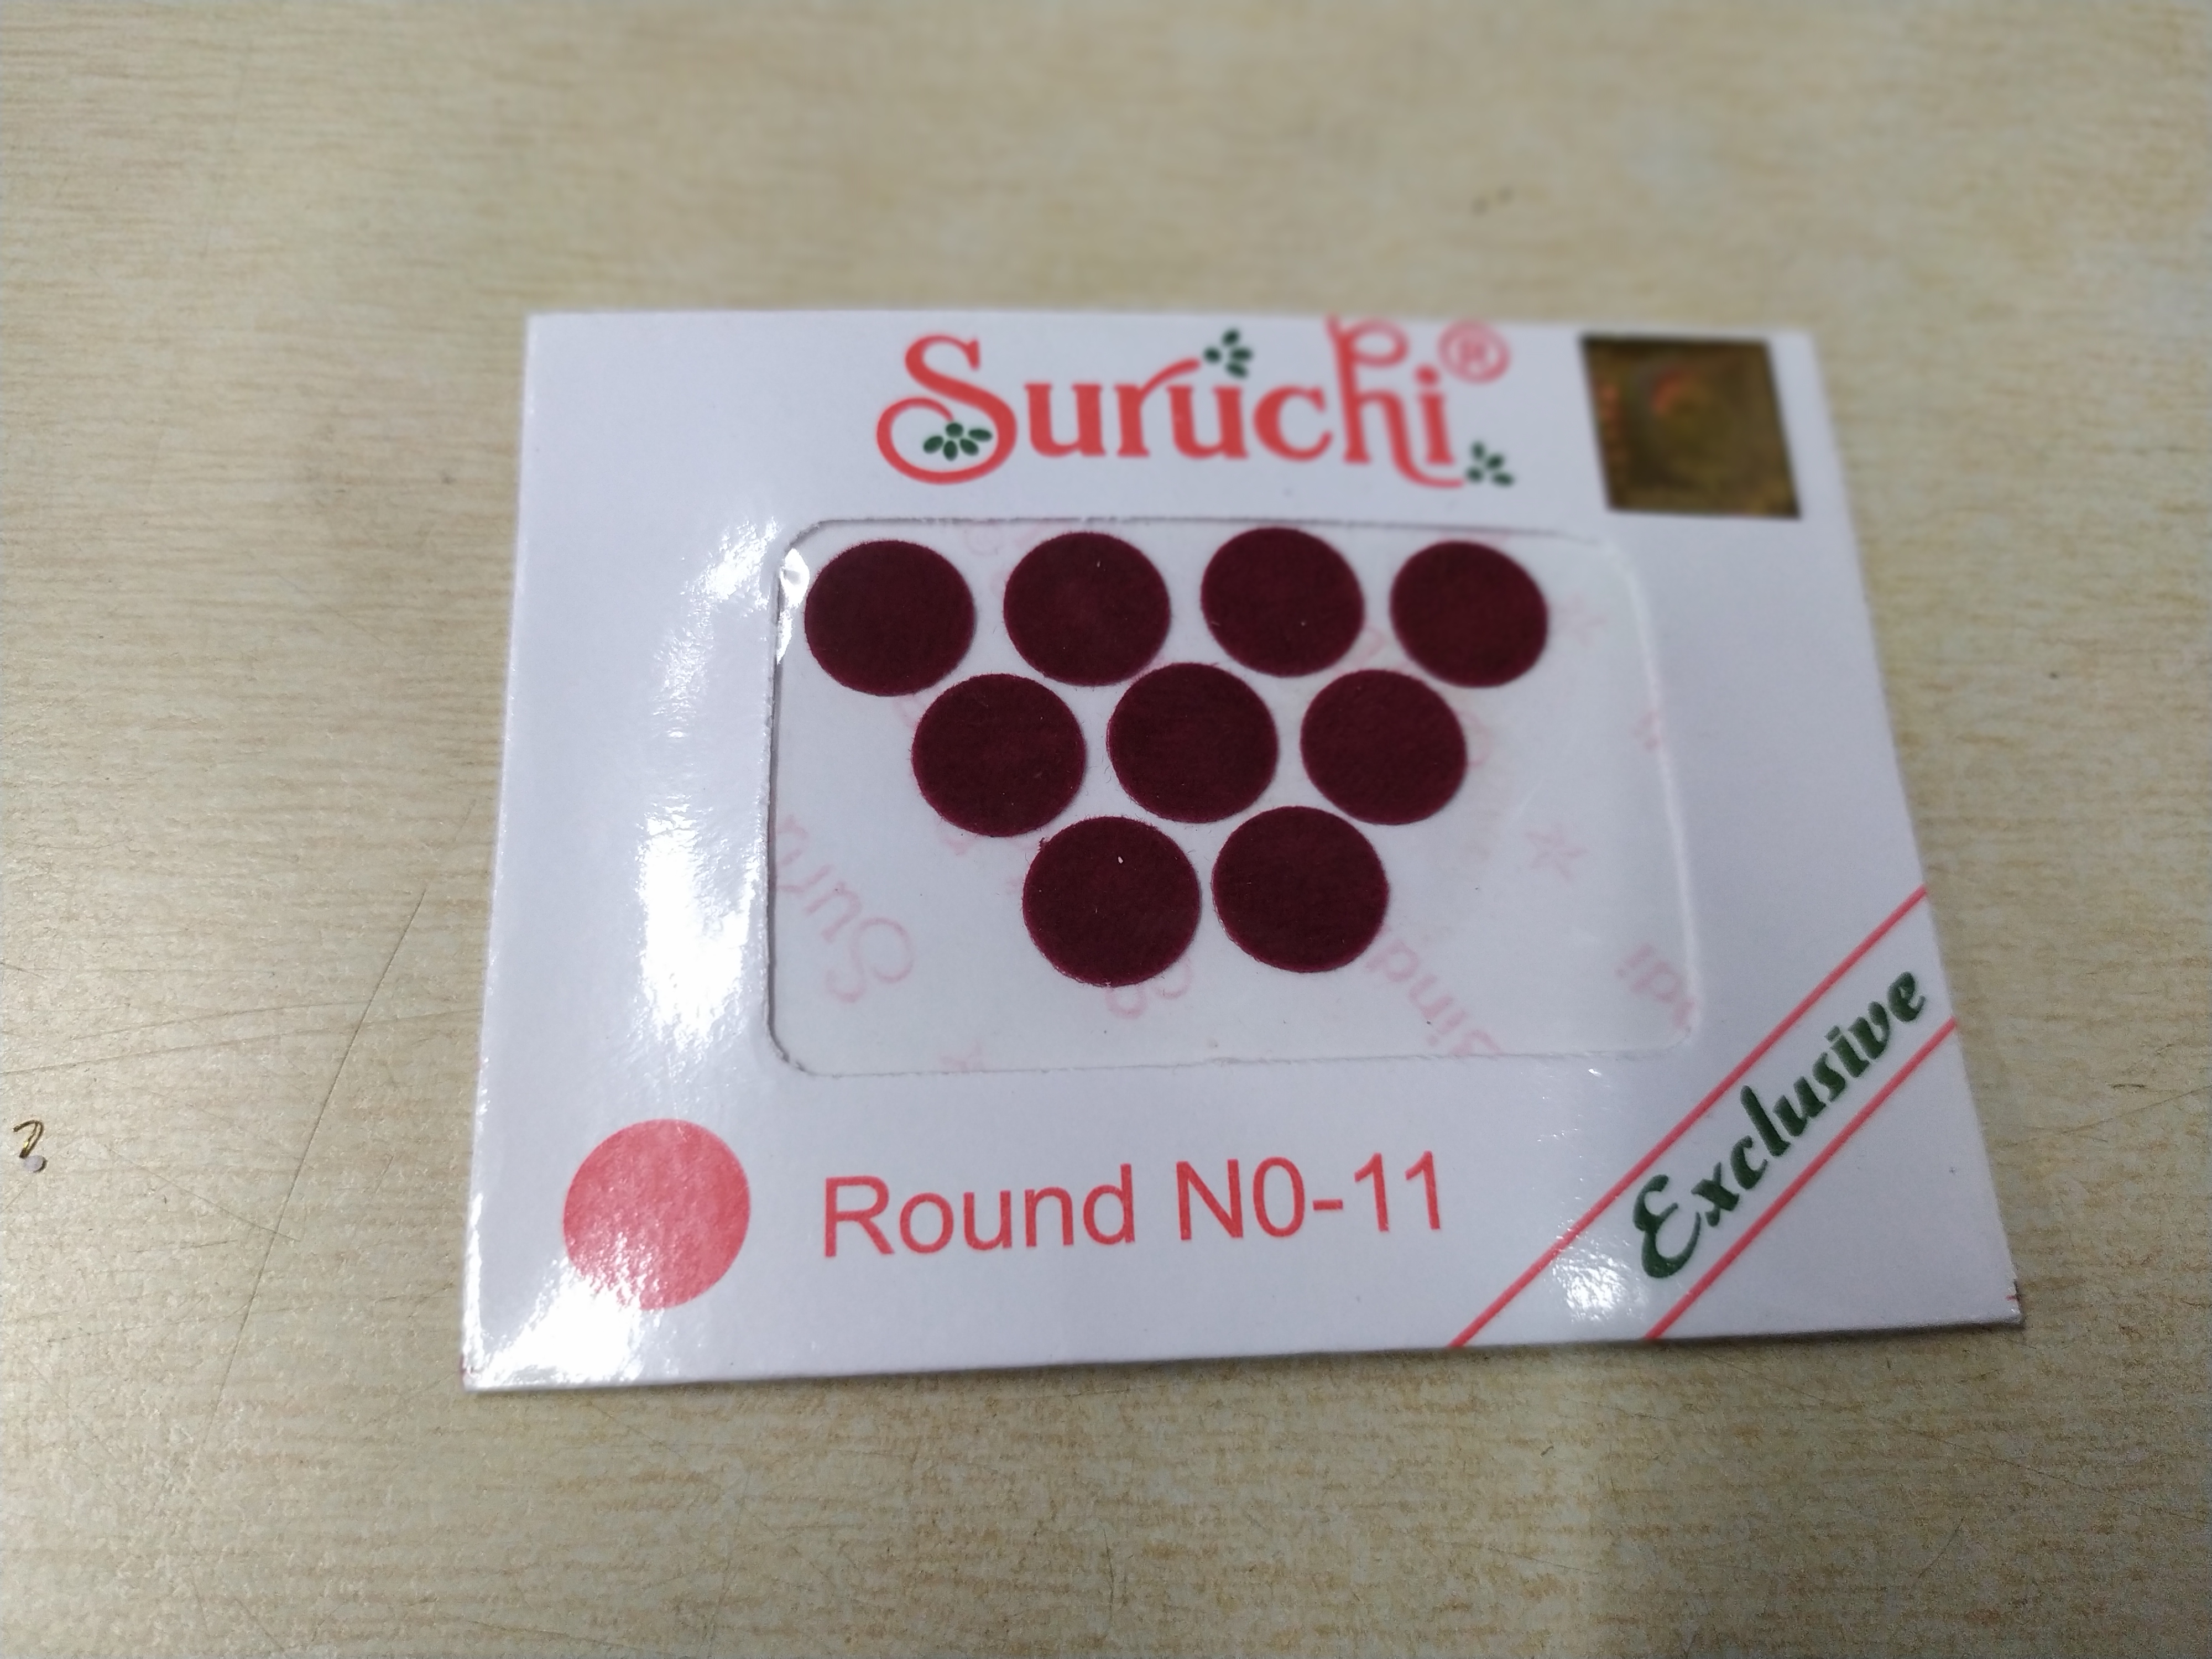 Suruchi®
Round N0-11
Exclusive